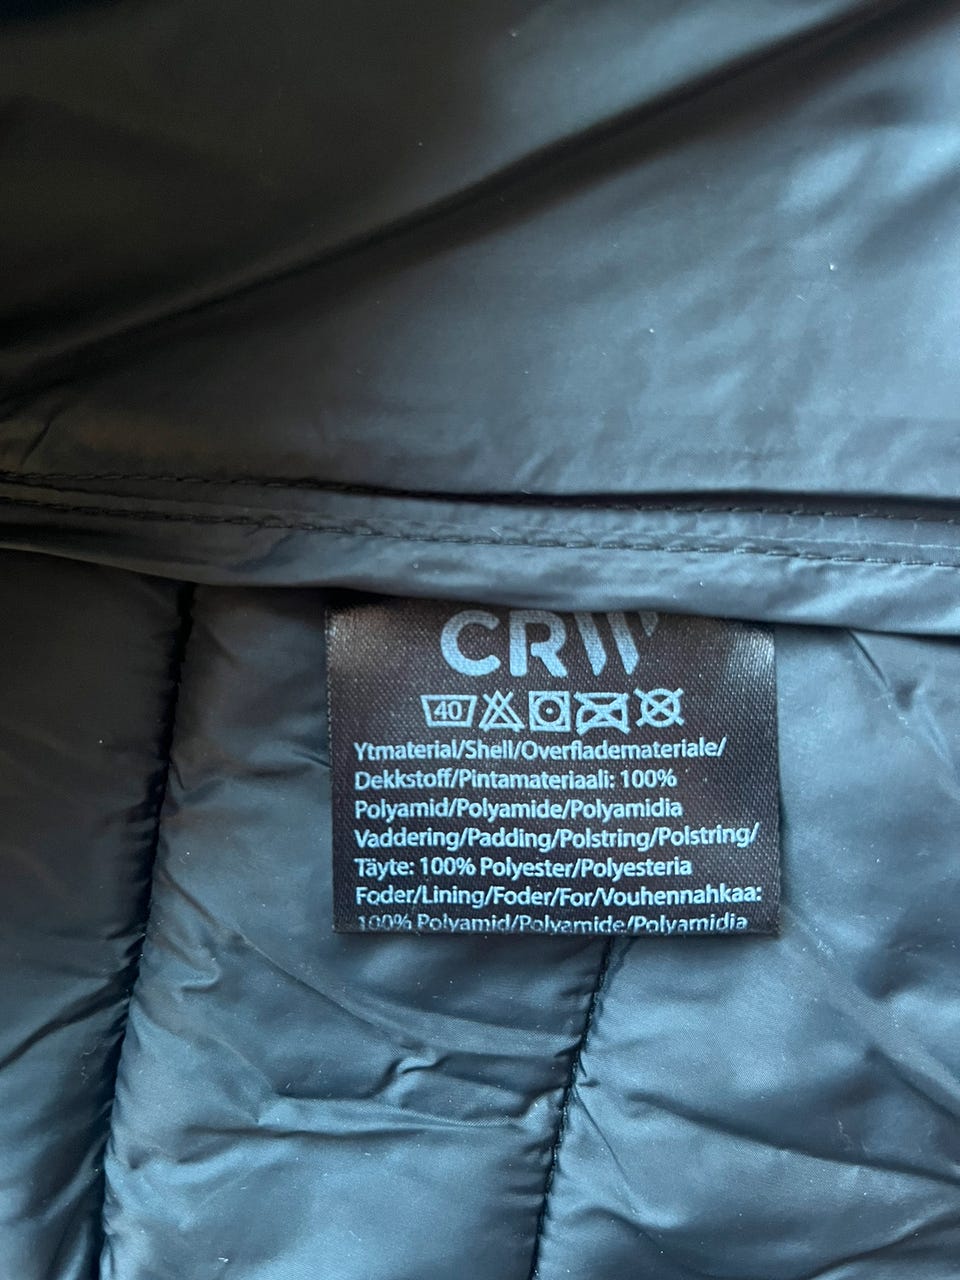 CRW
40
Ytmaterial/Shell/Overflademateriale/
Dekkstoff/Pintamateriaali: 100%
Polyamid/Polyamide/Polyamidia
Vaddering/Padding/Polstring/Polstring/
Täyte: 100% Polyester/Polyesteria
Foder/Lining/Foder/For/Vouhennahkaa:
100% Polyamid/Polyamide/Polyamidia